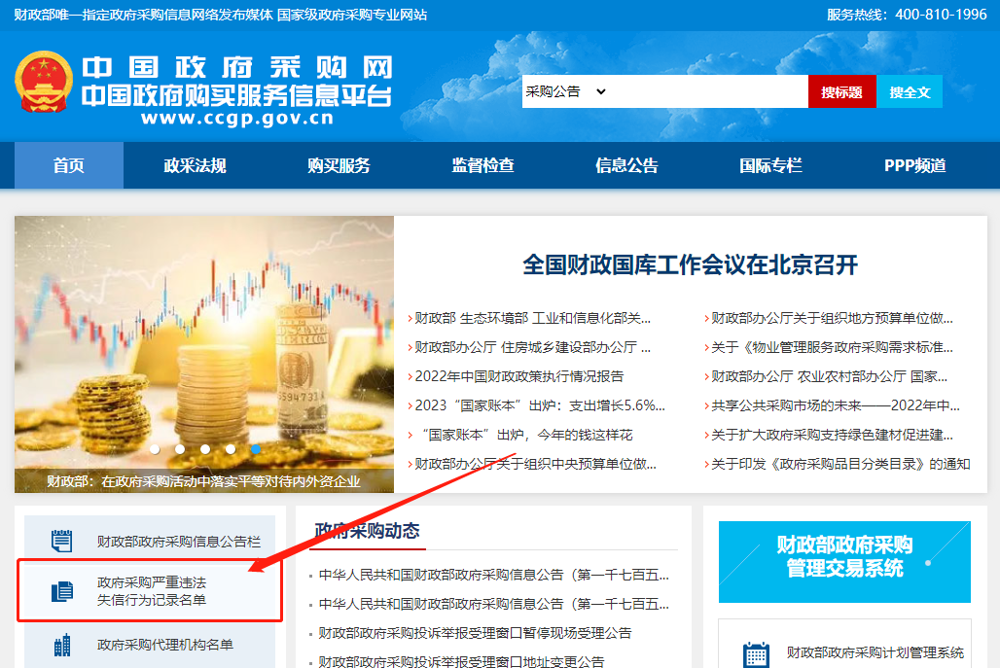 财政部唯一指定政府采购信息网络发布媒体 国家级政府采购专业网站
服务热线：400-810-1996
中国政府采购网
中国政府购买服务信息平台
www.ccgp.gov.cn
采购公告
搜标题
搜全文
首页
政采法规
购买服务
监督检查
信息公告
国际专栏
PPP频道
全国财政国库工作会议在北京召开
财政部 生态环境部 工业和信息化部关...
财政部办公厅关于组织地方预算单位做...
财政部办公厅 住房城乡建设部办公厅 ...
关于《物业管理服务政府采购需求标准...
2022年中国财政政策执行情况报告
财政部办公厅 农业农村部办公厅 国家...
2023“国家账本”出炉：支出增长5.6%...
共享公共采购市场的未来——2022年中...
“国家账本”出炉，今年的钱这样花
关于扩大政府采购支持绿色建材促进建...
财政部办公厅关于组织中央预算单位做...
关于印发《政府采购品目分类目录》的通知
财政部：在政府采购活动中落实平等对待内外资企业
财政部政府采购信息公告栏
政府采购严重违法
失信行为记录名单
政府采购代理机构名单
政府采购动态
中华人民共和国财政部政府采购信息公告（第一千七百五...
中华人民共和国财政部政府采购信息公告（第一千七百五...
财政部政府采购投诉举报受理窗口暂停现场受理公告
财政部政府采购投诉举报受理窗口地址变更公告
财政部政府采购
管理交易系统
财政部政府采购计划管理系统